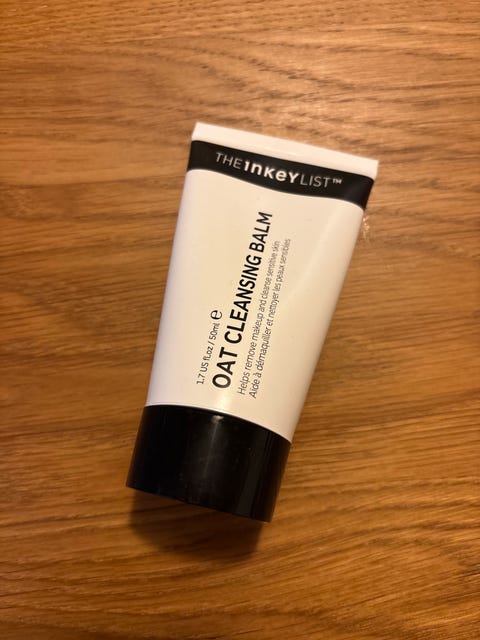 THE INKEY LIST™
1.7 US fl.oz / 50ml ℮
OAT CLEANSING BALM
Helps remove makeup and cleanse sensitive skin
Aide à démaquiller et nettoyer les peaux sensibles